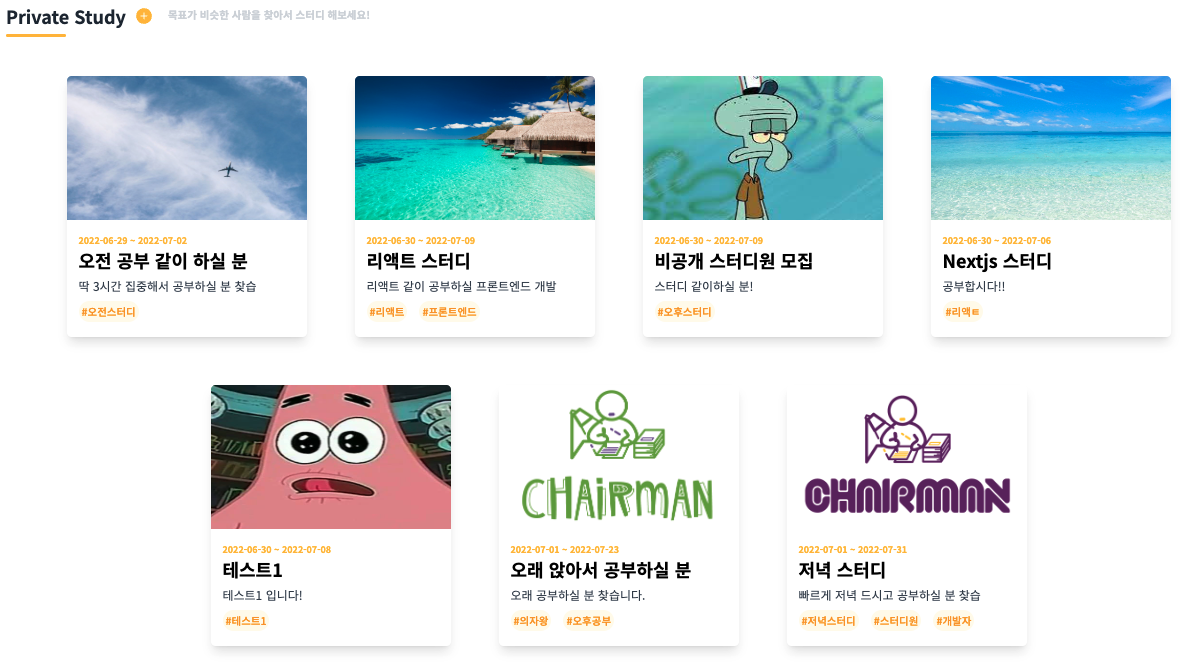 Private Study + 목표가 비슷한 사람을 찾아서 스터디 해보세요!
2022-06-29 ~ 2022-07-02
오전 공부 같이 하실 분
딱 3시간 집중해서 공부하실 분 찾습
#오전스터디
2022-06-30 ~ 2022-07-09
리액트 스터디
리액트 같이 공부하실 프론트엔드 개발
#리액트 #프론트엔드
2022-06-30 ~ 2022-07-09
비공개 스터디원 모집
스터디 같이하실 분!
#오후스터디
2022-06-30 ~ 2022-07-06
Nextjs 스터디
공부합시다!!
#리액ㅌ
2022-06-30 ~ 2022-07-08
테스트1
테스트1 입니다!
#테스트1
CHAiRMAN
2022-07-01 ~ 2022-07-23
오래 앉아서 공부하실 분
오래 공부하실 분 찾습니다.
#의자왕 #오후공부
CHAIRMAN
2022-07-01 ~ 2022-07-31
저녁 스터디
빠르게 저녁 드시고 공부하실 분 찾습
#저녁스터디 #스터디원 #개발자